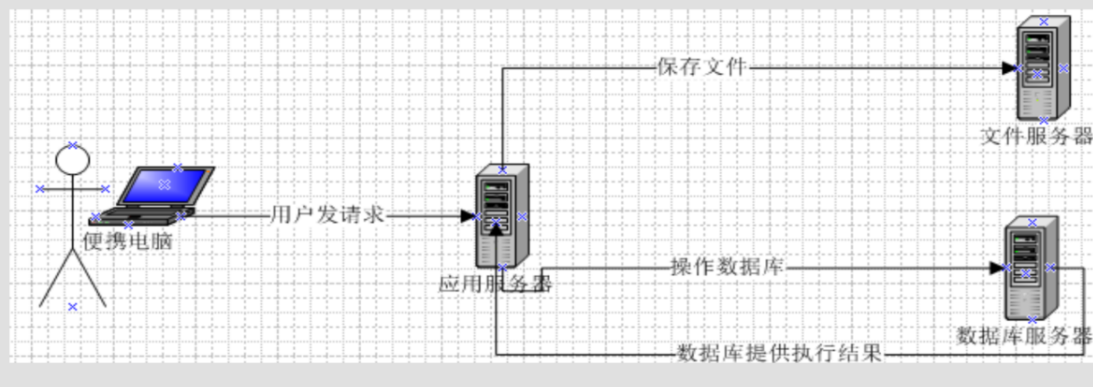 保存文件
文件服务器
用户发请求
便携电脑
操作数据库
应用服务器
数据库服务器
数据库提供执行结果